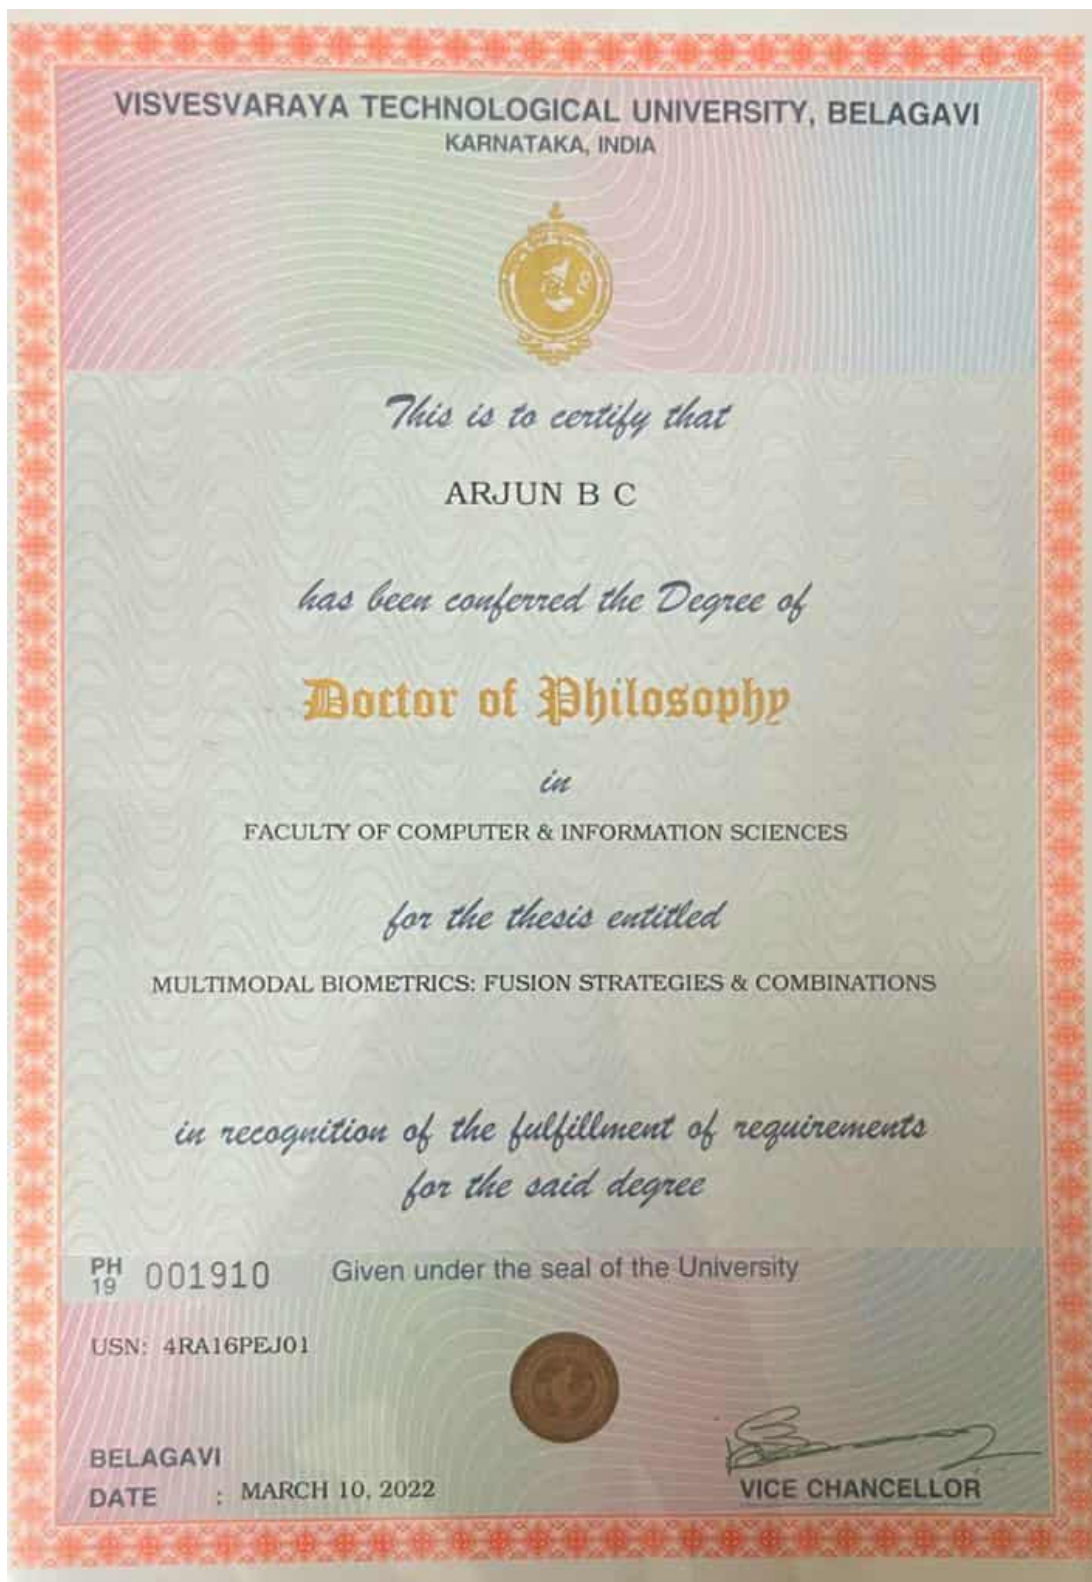 VISVESVARAYA TECHNOLOGICAL UNIVERSITY, BELAGAVI
KARNATAKA, INDIA
This is to certify that
ARJUN B C
has been conferred the Degree of
Doctor of Philosophy
in
FACULTY OF COMPUTER & INFORMATION SCIENCES
for the thesis entitled
MULTIMODAL BIOMETRICS: FUSION STRATEGIES & COMBINATIONS
in recognition of the fulfillment of requirements
for the said degree
PH 19 001910 Given under the seal of the University
USN: 4RA16PEJ01
BELAGAVI
DATE : MARCH 10, 2022
VICE CHANCELLOR